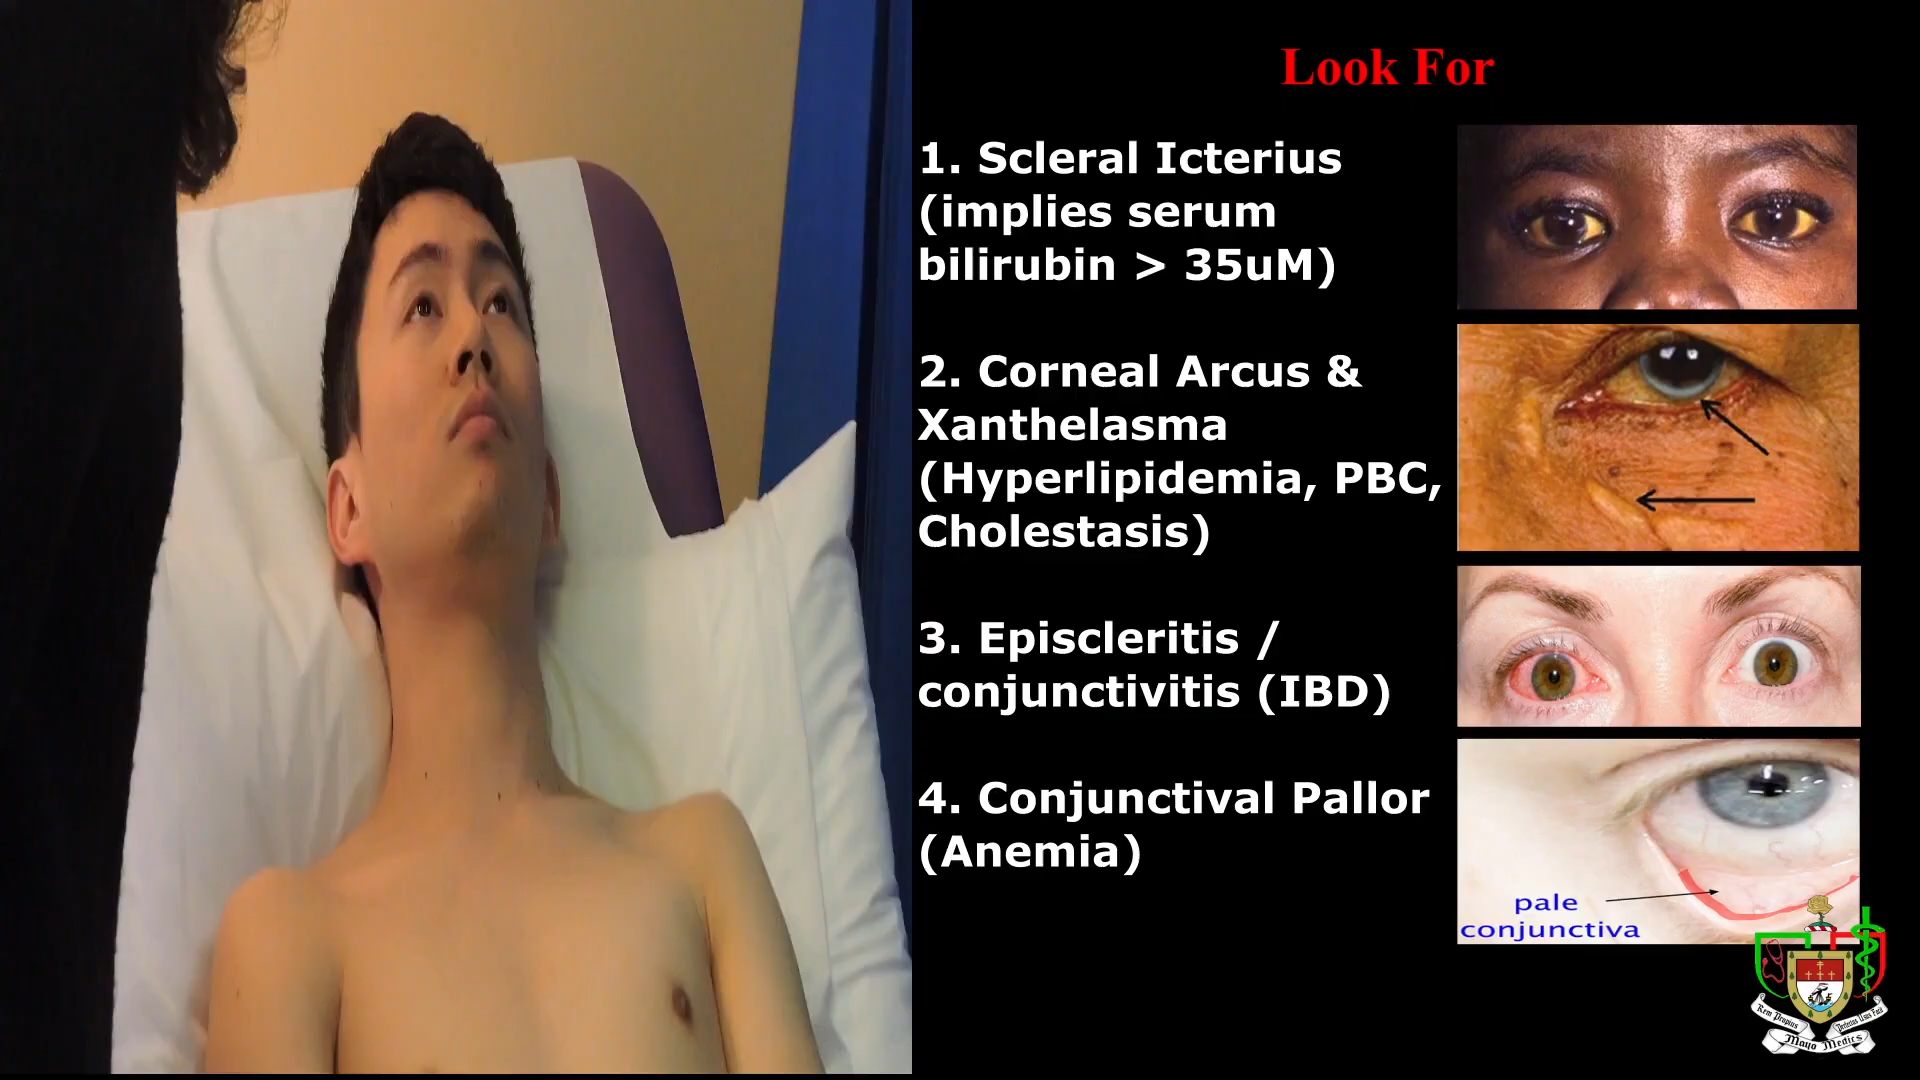 Look For
1. Scleral Icterius
(implies serum
bilirubin > 35uM)
2. Corneal Arcus &
Xanthelasma
(Hyperlipidemia, PBC,
Cholestasis)
3. Episcleritis /
conjunctivitis (IBD)
4. Conjunctival Pallor
(Anemia)
pale
conjunctiva
Mayo Medics